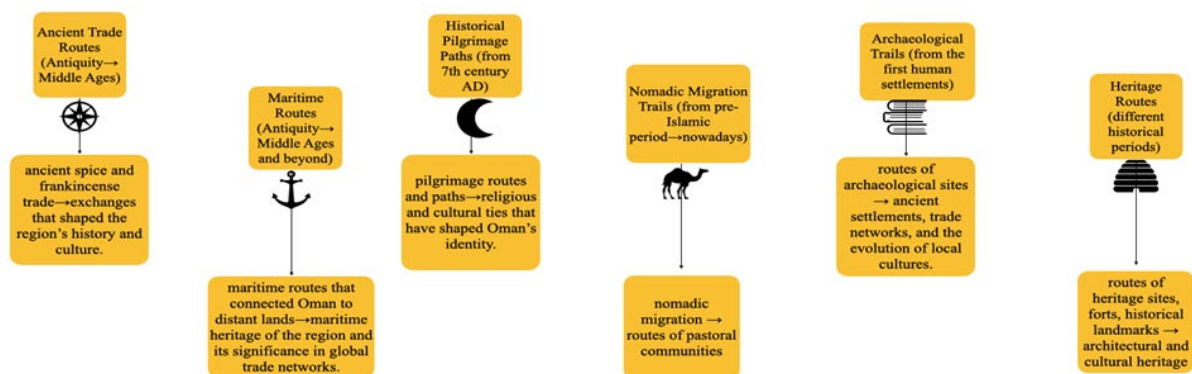 Ancient Trade
Routes
(Antiquity→
Middle Ages)
ancient spice and
frankincense
trade→exchanges
that shaped the
region's history and
culture.
Maritime
Routes
(Antiquity→
Middle Ages
and beyond)
maritime routes that
connected Oman to
distant lands→maritime
heritage of the region and
its significance in global
trade networks.
Historical
Pilgrimage
Paths (from
7th century
AD)
pilgrimage routes
and paths→religious
and cultural ties that
have shaped Oman's
identity.
Nomadic Migration
Trails (from pre-
Islamic
period→nowadays)
nomadic
migration →
routes of pastoral
communities
Archaeological
Trails (from the
first human
settlements)
routes of
archaeological sites
→ ancient
settlements, trade
networks, and the
evolution of local
cultures.
Heritage
Routes
(different
historical
periods)
routes of
heritage sites,
forts, historical
landmarks →
architectural and
cultural heritage